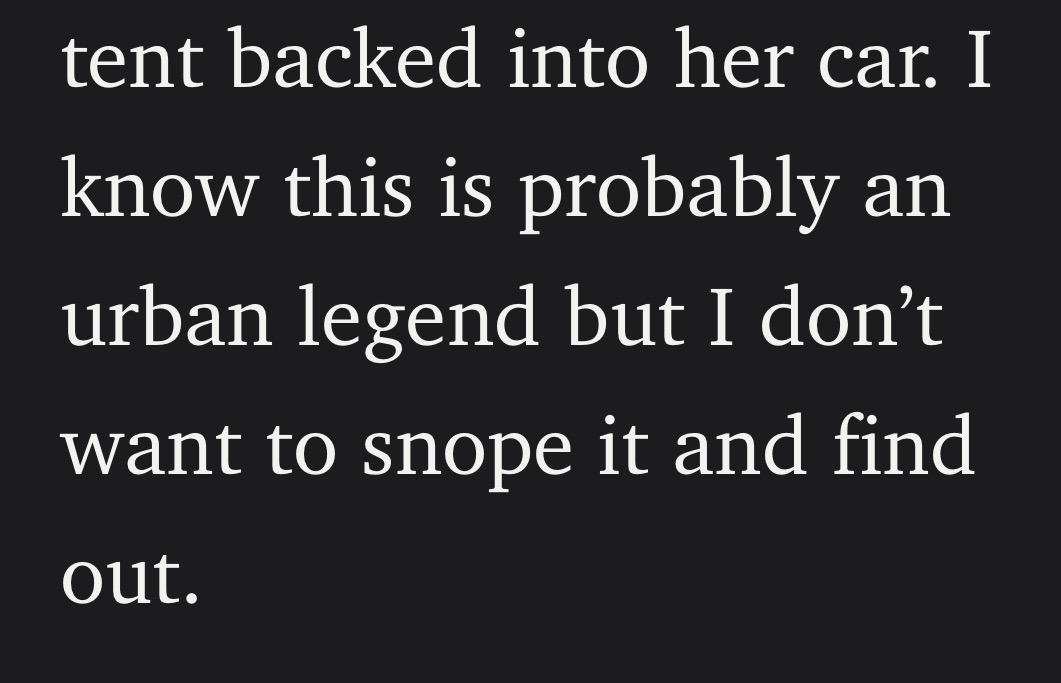 tent backed into her car. I
know this is probably an
urban legend but I don’t
want to snope it and find
out.